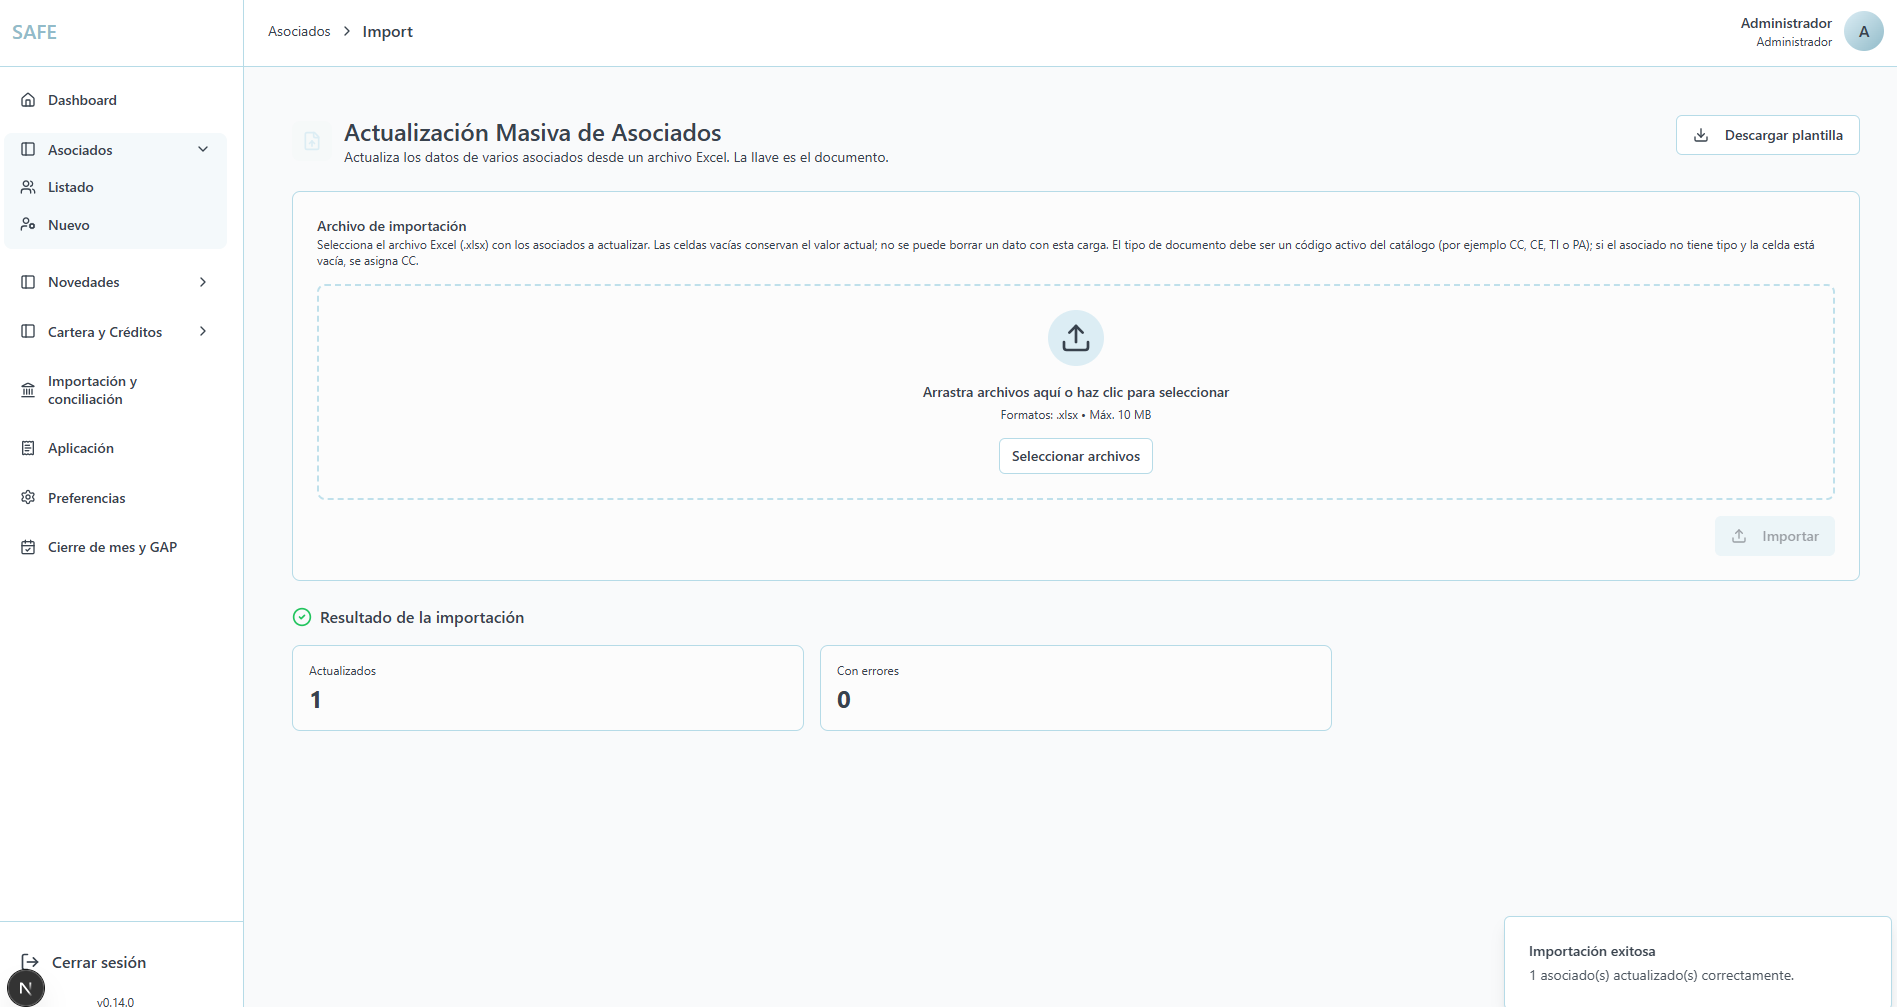 SAFE
Asociados > Import
Administrador
Administrador
A
Dashboard
Asociados
Listado
Nuevo
Novedades
Cartera y Créditos
Importación y
conciliación
Aplicación
Preferencias
Cierre de mes y GAP
Cerrar sesión
N
v0.14.0
Actualización Masiva de Asociados
Actualiza los datos de varios asociados desde un archivo Excel. La llave es el documento.
Descargar plantilla
Archivo de importación
Selecciona el archivo Excel (.xlsx) con los asociados a actualizar. Las celdas vacías conservan el valor actual; no se puede borrar un dato con esta carga. El tipo de documento debe ser un código activo del catálogo (por ejemplo CC, CE, TI o PA); si el asociado no tiene tipo y la celda está
vacía, se asigna CC.
Arrastra archivos aquí o haz clic para seleccionar
Formatos: .xlsx • Máx. 10 MB
Seleccionar archivos
Importar
Resultado de la importación
Actualizados
1
Con errores
0
Importación exitosa
1 asociado(s) actualizado(s) correctamente.